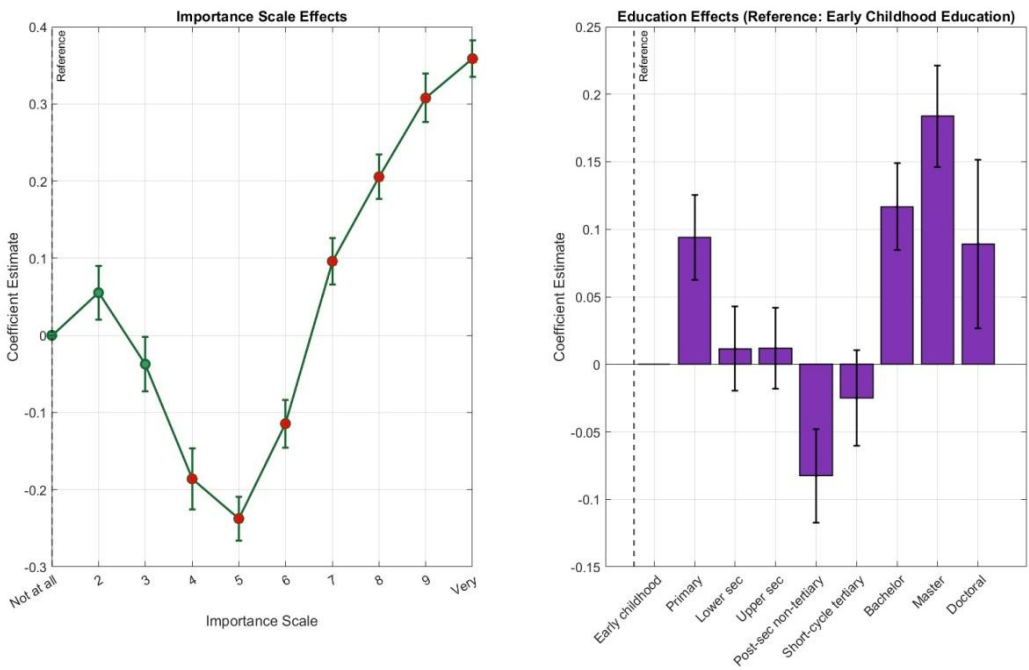 Importance Scale Effects
0.4
0.3
0.2
0.1
0
-0.1
-0.2
-0.3
Coefficient Estimate
Reference
Not at all
2
3
4
5
6
7
8
9
Very
Importance Scale
Education Effects (Reference: Early Childhood Education)
0.25
0.2
0.15
0.1
0.05
0
-0.05
-0.1
-0.15
Coefficient Estimate
Reference
Early childhood
Primary
Lower sec
Upper sec
Post-sec non-tertiary
Short-cycle tertiary
Bachelor
Master
Doctoral